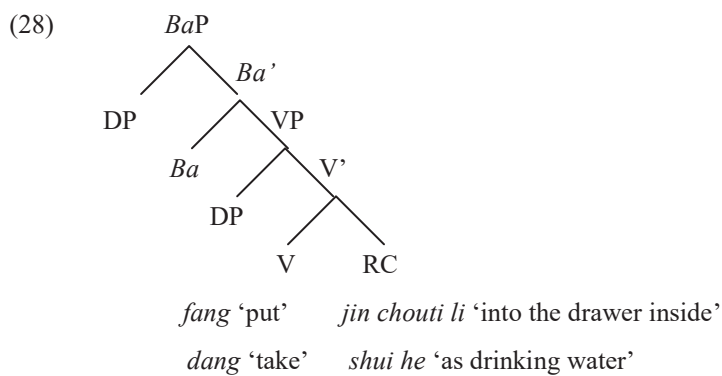 (28)
BaP
Ba’
DP
VP
Ba
V’
DP
V RC
fang ‘put’ jin chouti li ‘into the drawer inside’
dang ‘take’ shui he ‘as drinking water’